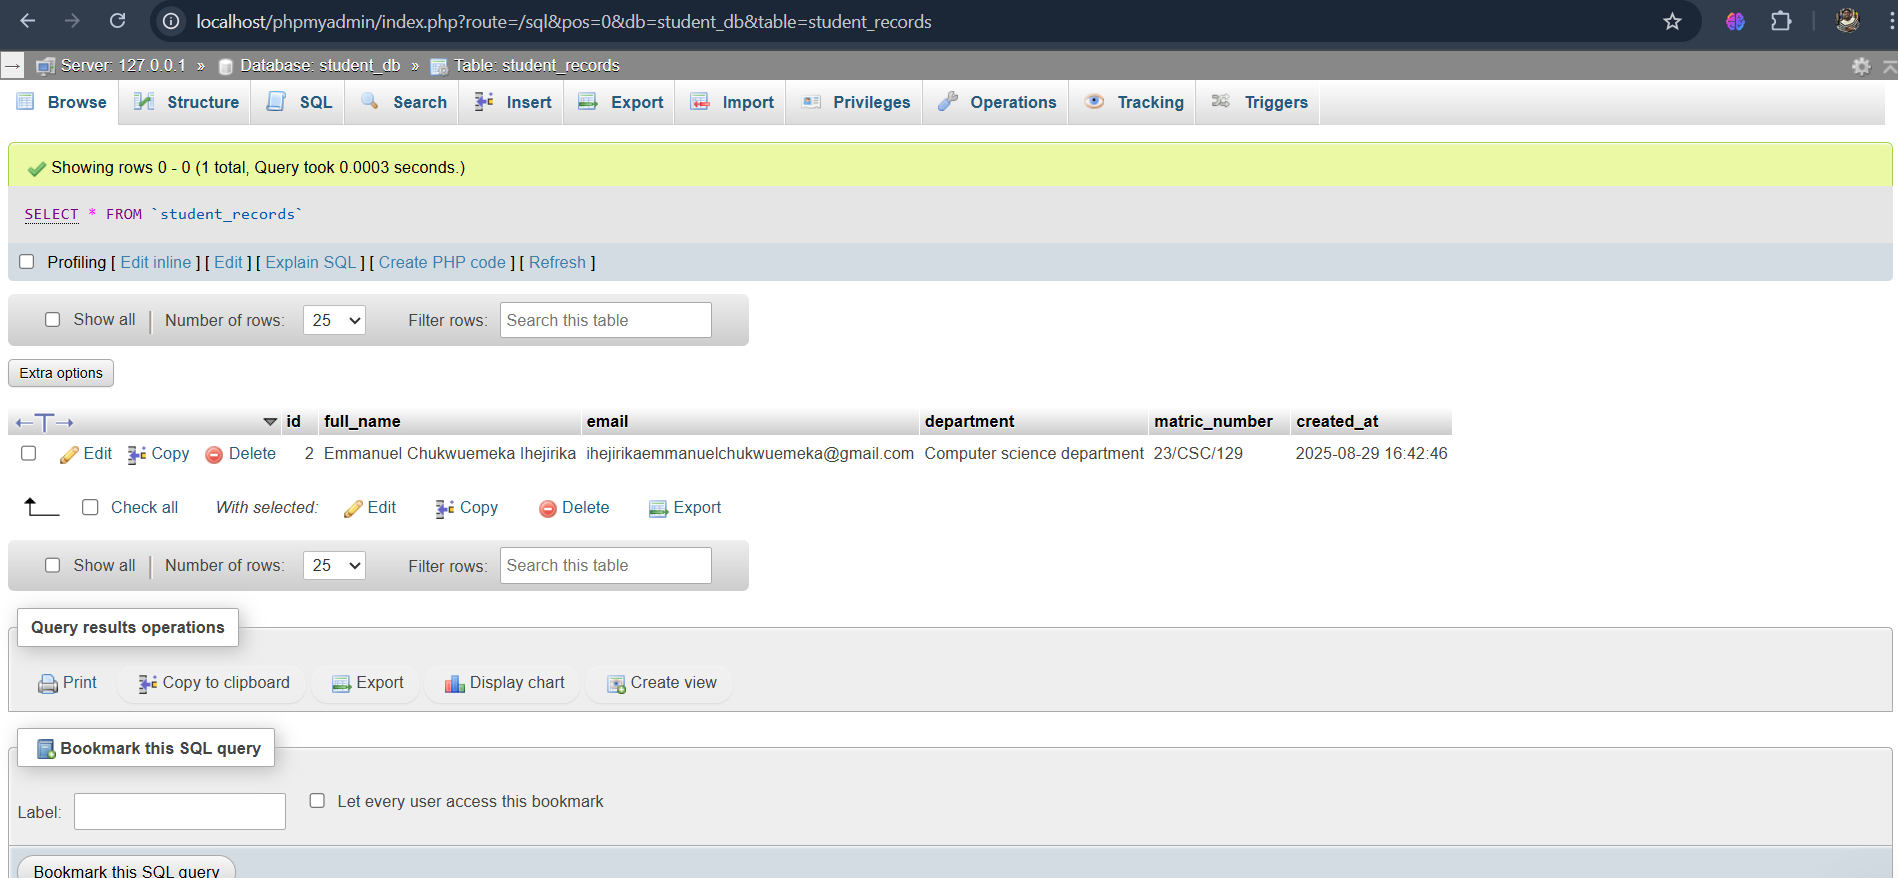 localhost/phpmyadmin/index.php?route=/sql&pos=0&db=student_db&table=student_records
Server: 127.0.0.1 » Database: student_db » Table: student_records
Browse Structure SQL Search Insert Export Import Privileges Operations Tracking Triggers
Showing rows 0 - 0 (1 total, Query took 0.0003 seconds.)
SELECT * FROM `student_records`
Profiling [ Edit inline ] [ Edit ] [ Explain SQL ] [ Create PHP code ] [ Refresh ]
Show all Number of rows: 25 Filter rows: Search this table
Extra options
←T→ id full_name email department matric_number created_at
Edit Copy Delete 2 Emmanuel Chukwuemeka Ihejirika ihejirikaemmanuelchukwuemeka@gmail.com Computer science department 23/CSC/129 2025-08-29 16:42:46
Check all With selected: Edit Copy Delete Export
Show all Number of rows: 25 Filter rows: Search this table
Query results operations
Print Copy to clipboard Export Display chart Create view
Bookmark this SQL query
Label: Let every user access this bookmark
Bookmark this SQL query